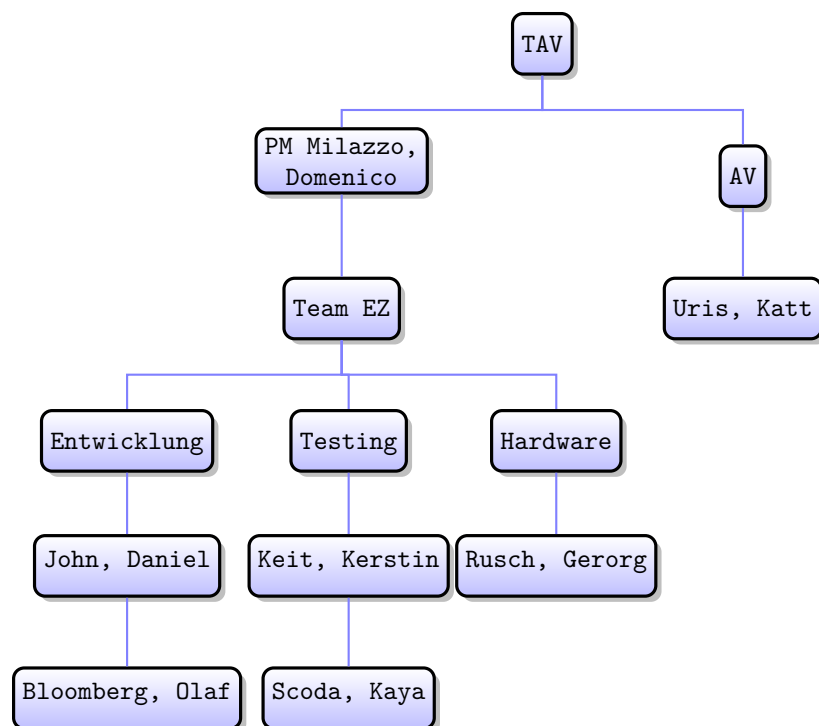 TAV
PM Milazzo,
Domenico
AV
Team EZ
Uris, Katt
Entwicklung
Testing
Hardware
John, Daniel
Keit, Kerstin
Rusch, Gerorg
Bloomberg, Olaf
Scoda, Kaya